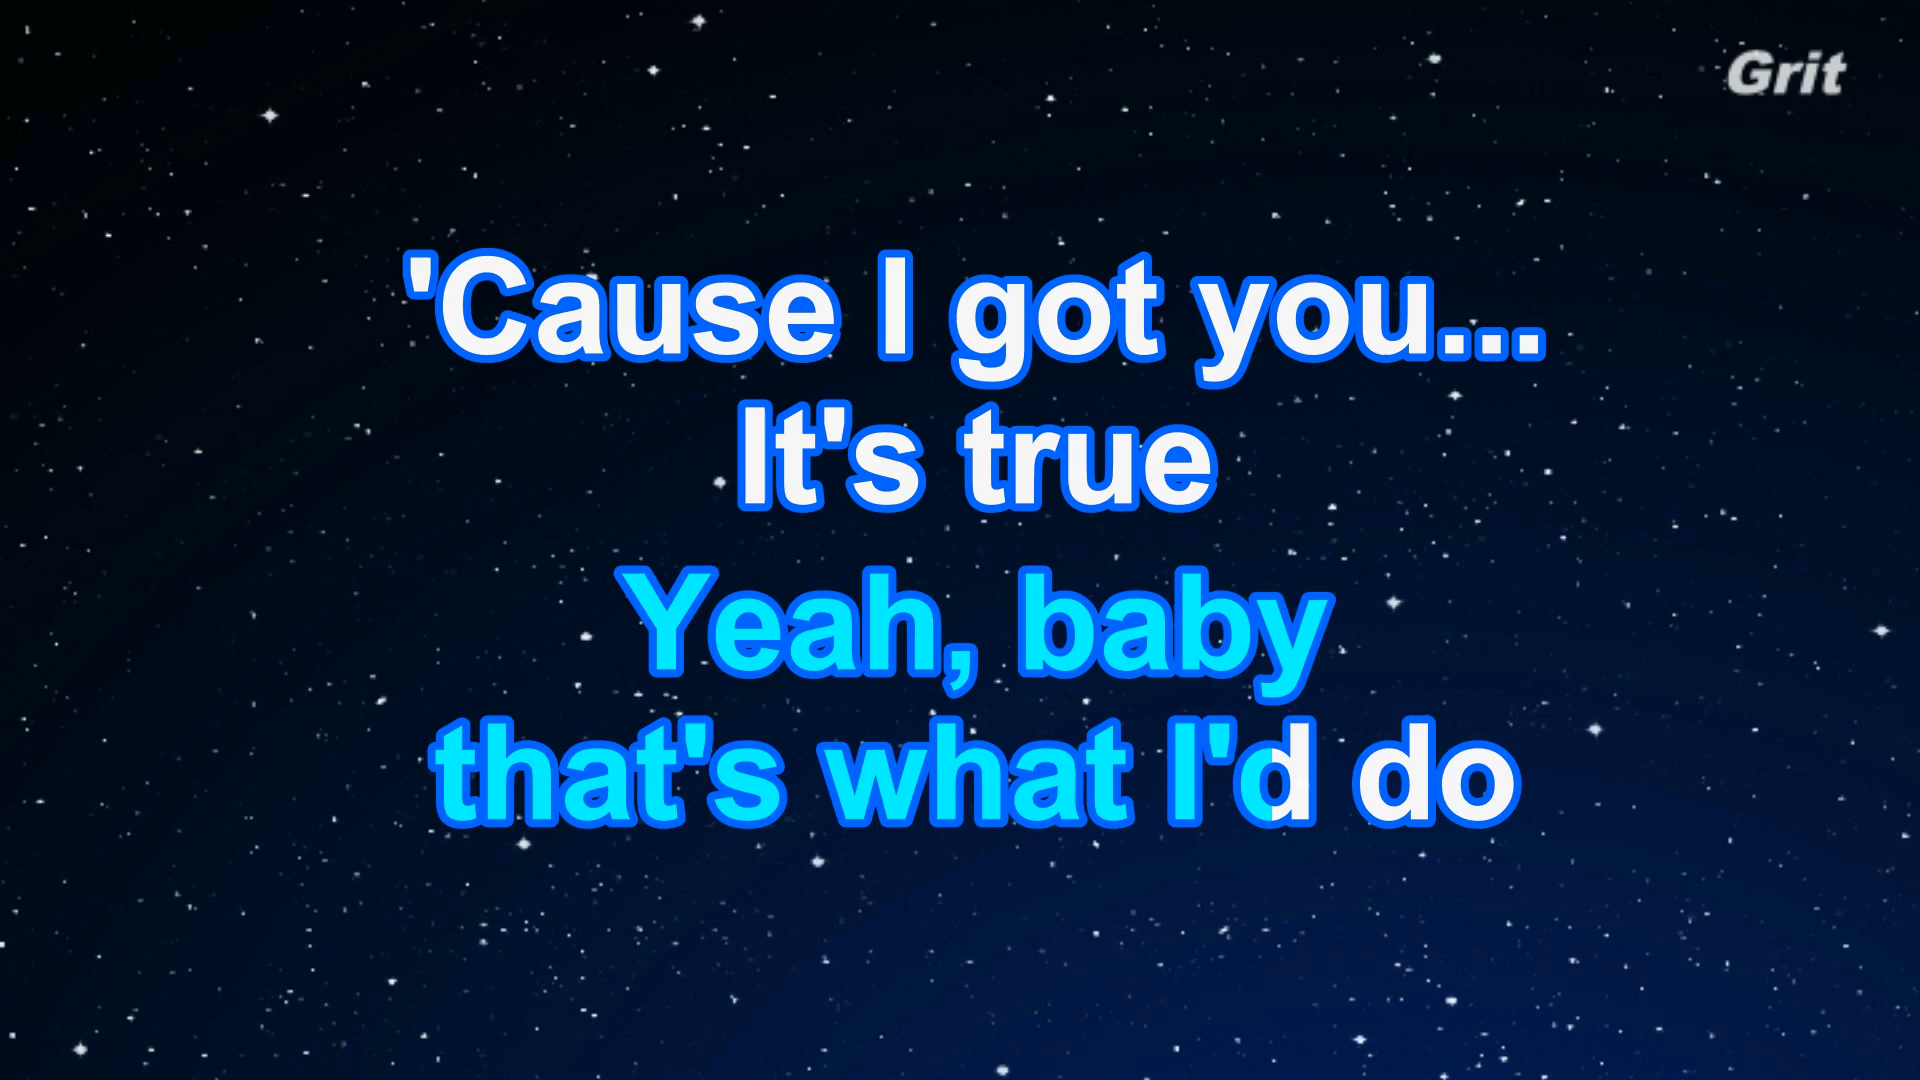 Grit
'Cause I got you...
It's true
Yeah, baby
that's what I'd do